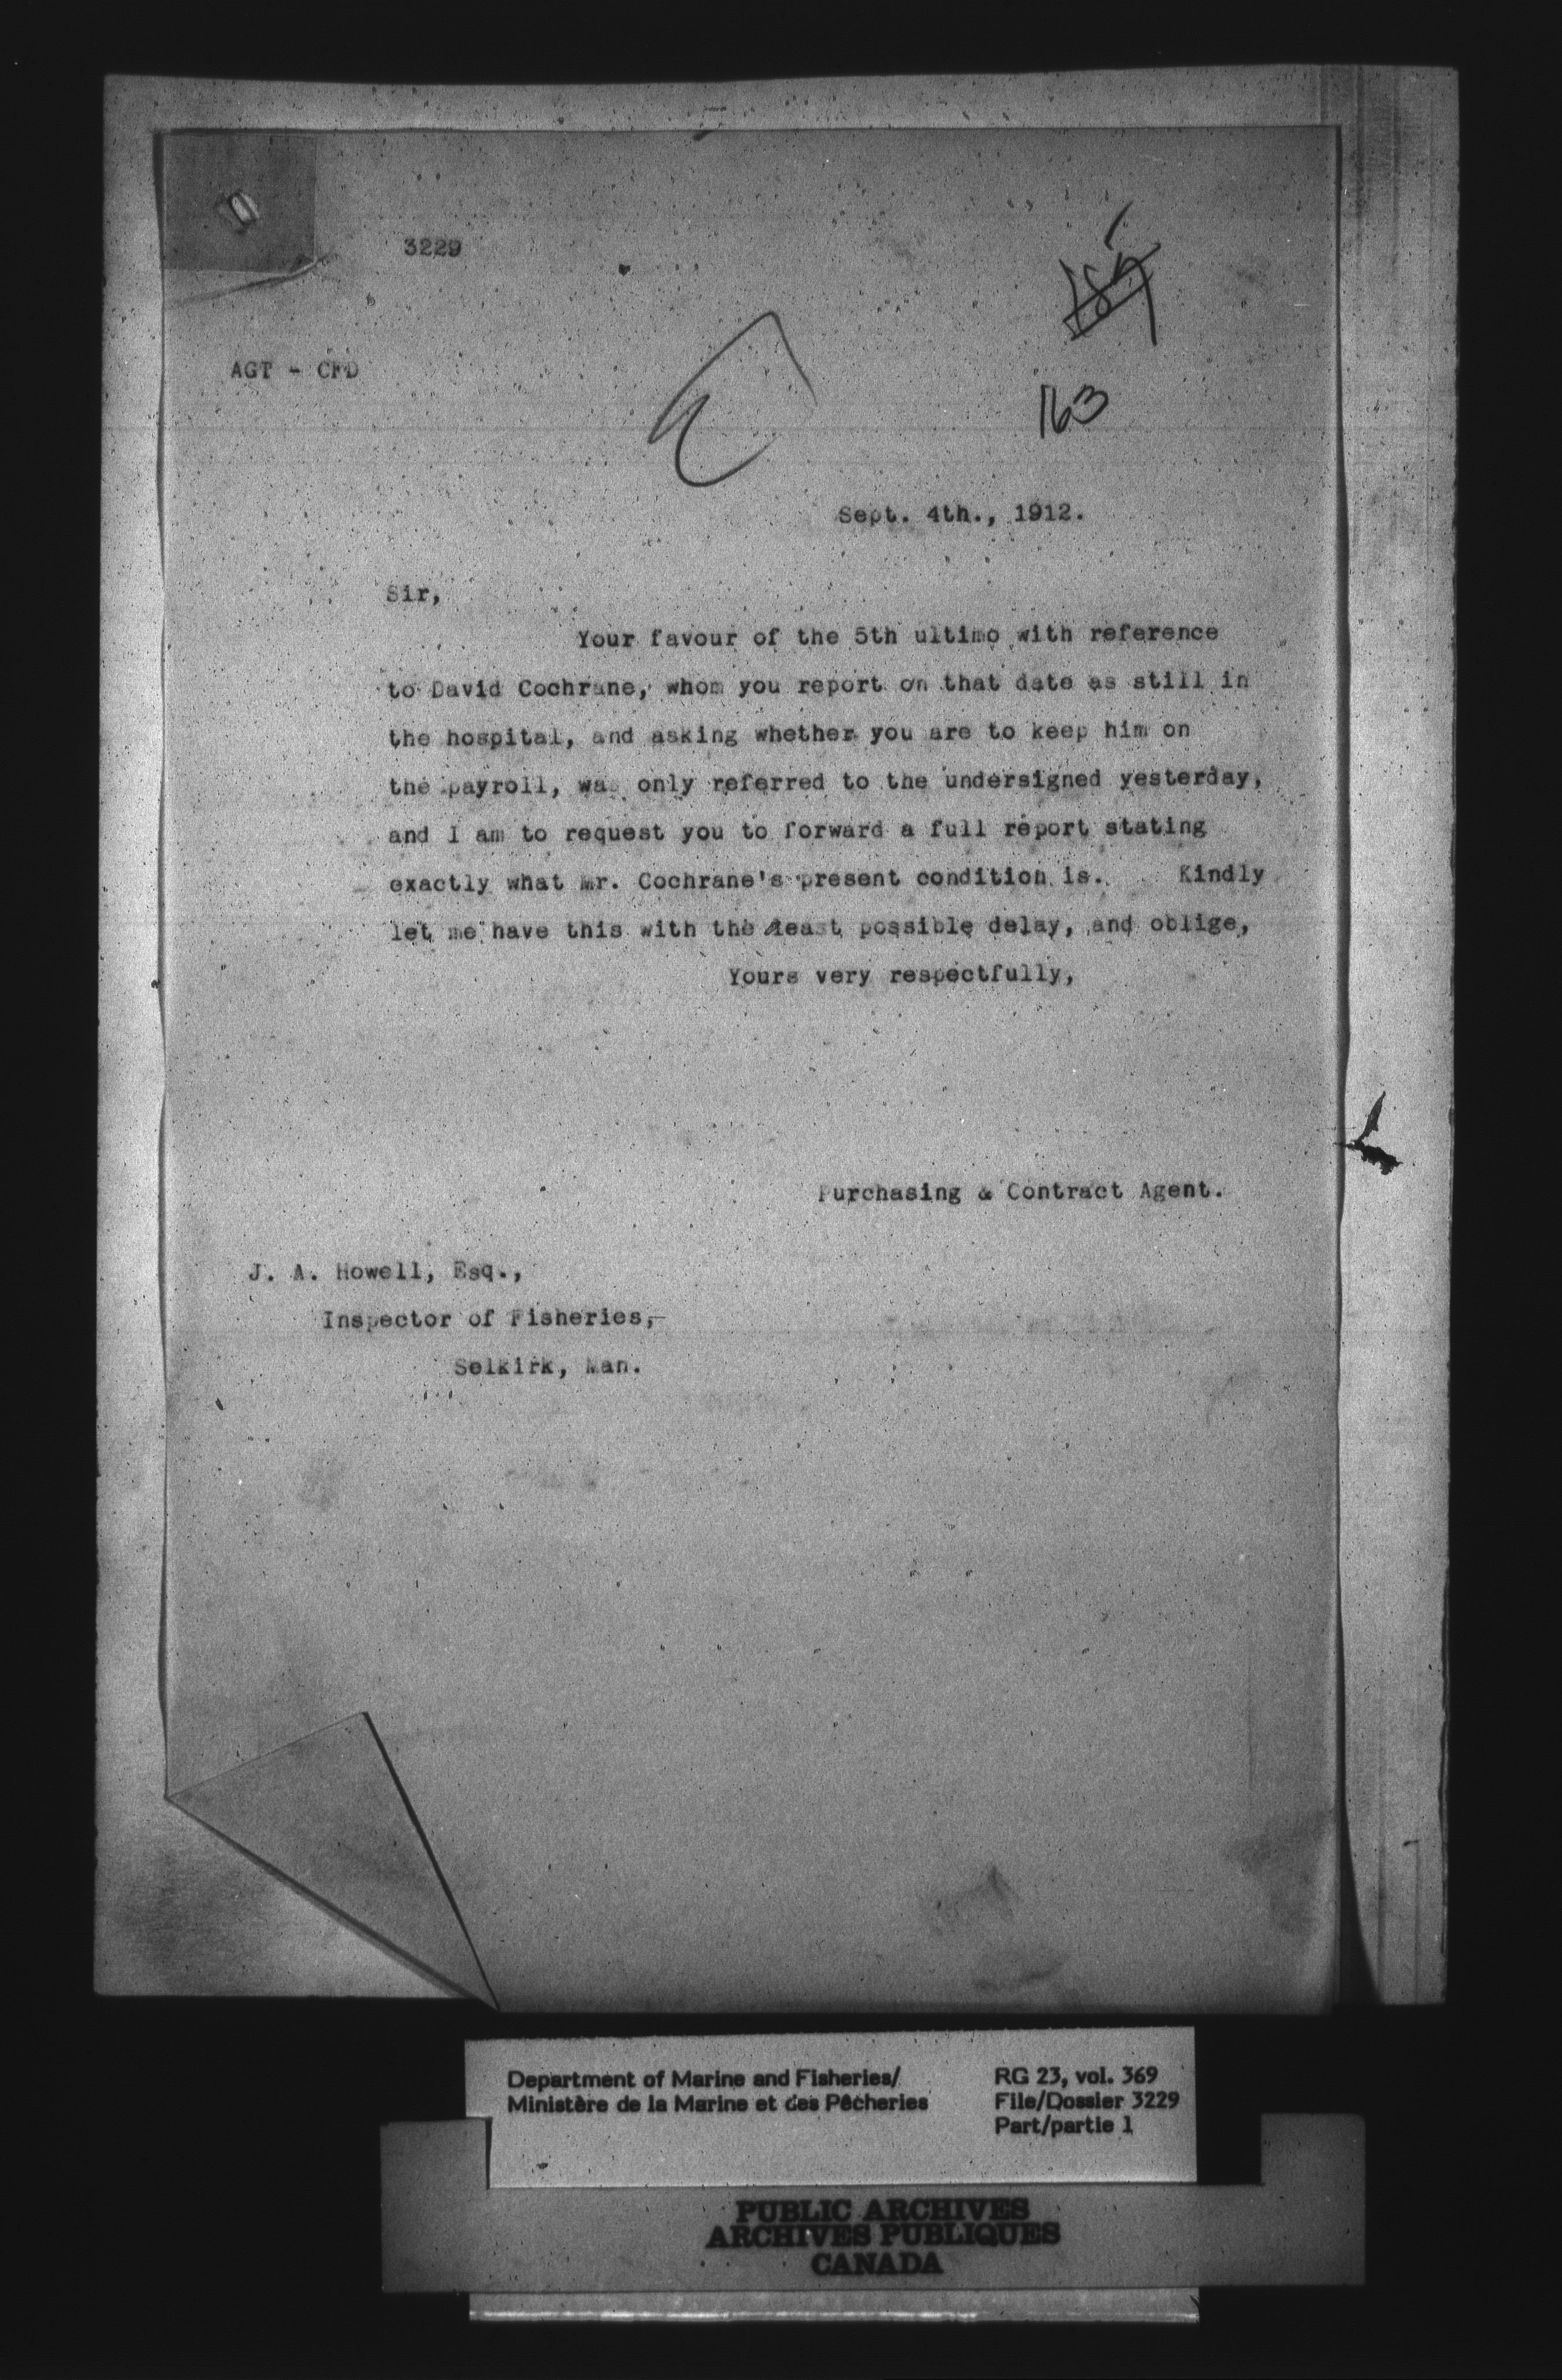 3229
AGT - CFD
163
Sept. 4th., 1912.
Sir,
Your favour of the 5th ultimo with reference
to David Cochrane, whom you report on that date as still in
the hospital, and asking whether you are to keep him on
the payroll, was only referred to the undersigned yesterday,
and I am to request you to forward a full report stating
exactly what Mr. Cochrane's present condition is. Kindly
let me have this with the least possible delay, and oblige,
Yours very respectfully,
Purchasing & Contract Agent.
J. A. Howell, Esq.,
Inspector of Fisheries,
Selkirk, Man.
Department of Marine and Fisheries/
Ministère de la Marine et des Pêcheries
RG 23, vol. 369
File/Dossier 3229
Part/partie 1
PUBLIC ARCHIVES
ARCHIVES PUBLIQUES
CANADA